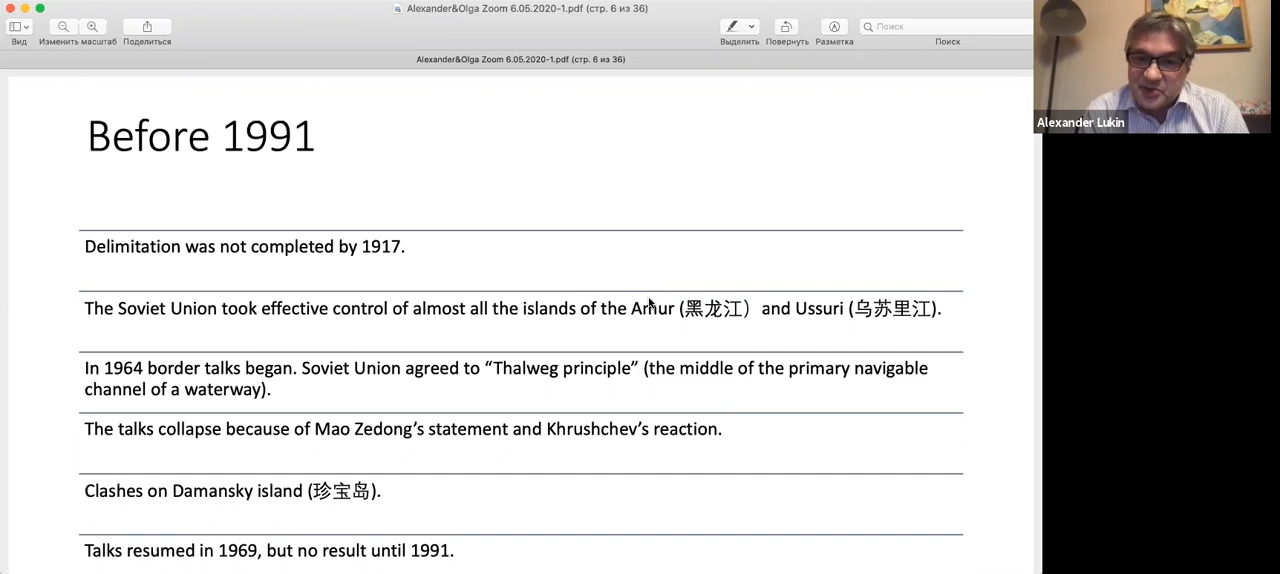 Alexander&Olga Zoom 6.05.2020-1.pdf (стр. 6 из 36)
Вид
Изменить масштаб
Поделиться
Выделить
Повернуть
Разметка
Поиск
Поиск
Alexander&Olga Zoom 6.05.2020-1.pdf (стр. 6 из 36)
Alexander Lukin
Before 1991
Delimitation was not completed by 1917.
The Soviet Union took effective control of almost all the islands of the Amur (黑龙江） and Ussuri (乌苏里江).
In 1964 border talks began. Soviet Union agreed to “Thalweg principle” (the middle of the primary navigable
channel of a waterway).
The talks collapse because of Mao Zedong’s statement and Khrushchev’s reaction.
Clashes on Damansky island (珍宝岛).
Talks resumed in 1969, but no result until 1991.